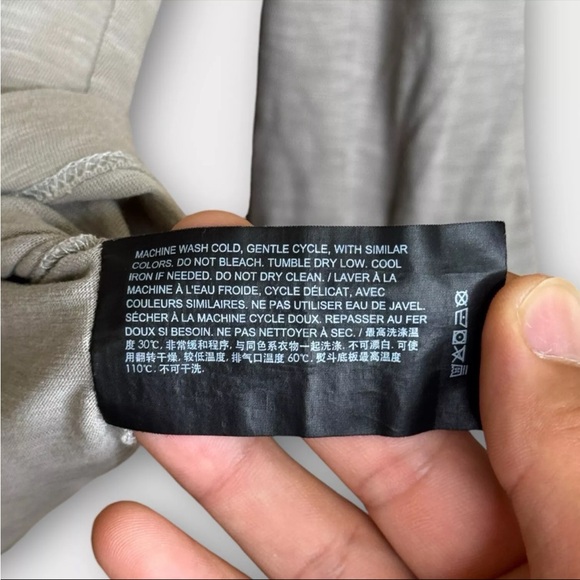 MACHINE WASH COLD, GENTLE CYCLE, WITH SIMILAR
COLORS. DO NOT BLEACH. TUMBLE DRY LOW. COOL
IRON IF NEEDED. DO NOT DRY CLEAN. / LAVER À LA
MACHINE À L'EAU FROIDE, CYCLE DÉLICAT, AVEC
COULEURS SIMILAIRES. NE PAS UTILISER EAU DE JAVEL.
SÉCHER À LA MACHINE CYCLE DOUX. REPASSER AU FER
DOUX SI BESOIN. NE PAS NETTOYER À SEC. / 最高洗涤温
度 30℃. 非常缓和程序. 与同色系衣物一起洗涤. 不可漂白. 可使
用翻转干燥, 较低温度, 排气口温度 60℃. 熨斗底板最高温度
110℃. 不可干洗.